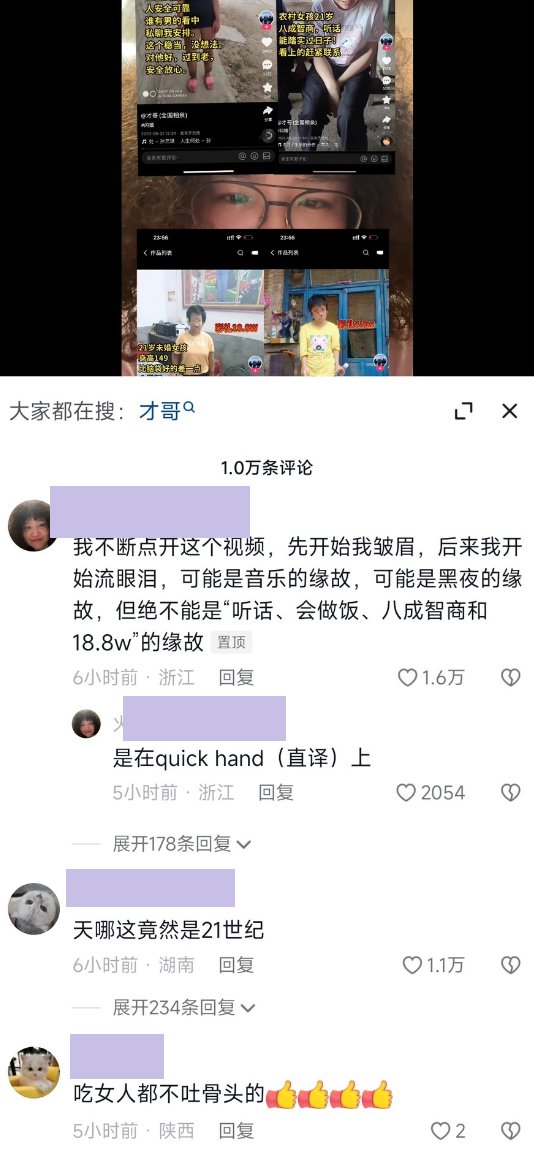 人安全可靠
谁有男的看中
私聊我安排。
这个稳当，没想法。
对他好，过到老，
安全放心。
农村女孩21岁
八成智商，听话
能踏实过日子！
看上的赶紧联系
@才哥(全国相亲)
@才哥(全国相亲)
23:56
23:56
作品列表
作品列表
彩礼18.8W
21岁未婚女孩
身高149
比脑袋好的差一点
大家都在搜：才哥
1.0万条评论
我不断点开这个视频，先开始我皱眉，后来我开
始流眼泪，可能是音乐的缘故，可能是黑夜的缘
故，但绝不能是“听话、会做饭、八成智商和
18.8w”的缘故 置顶
6小时前 · 浙江 回复 1.6万
是在quick hand（直译）上
5小时前 · 浙江 回复 2054
展开178条回复
天哪这竟然是21世纪
6小时前 · 湖南 回复 1.1万
展开234条回复
吃女人都不吐骨头的
5小时前 · 陕西 回复 2